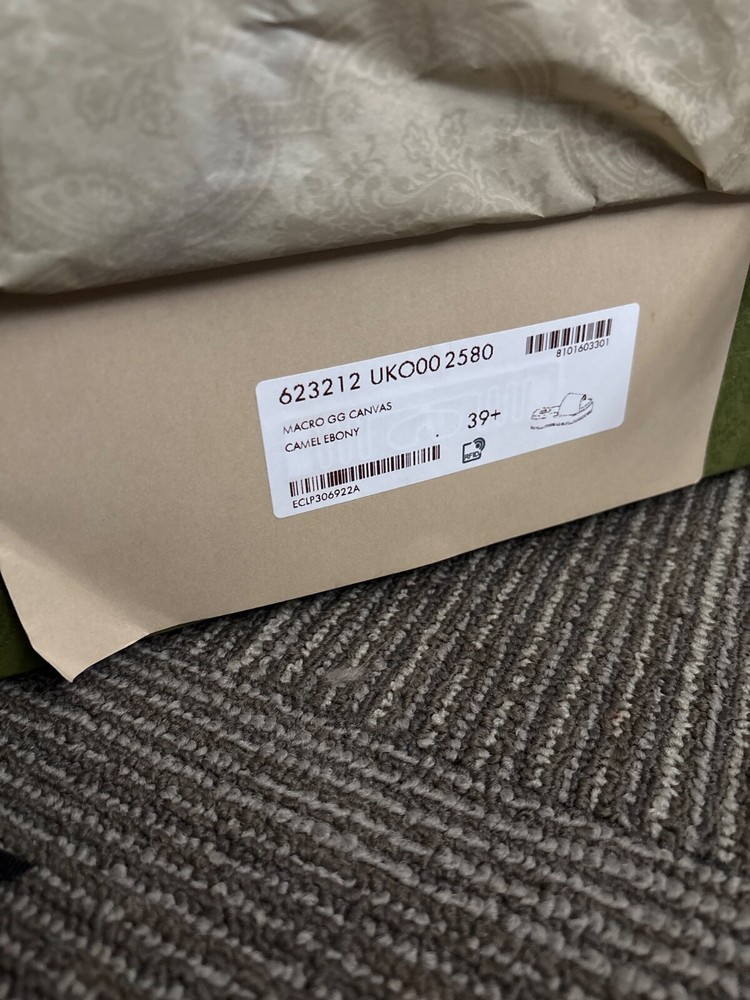 623212 UKO00 2580
8101603301
MACRO GG CANVAS
CAMEL EBONY
39+
RFID
ECLP306922A